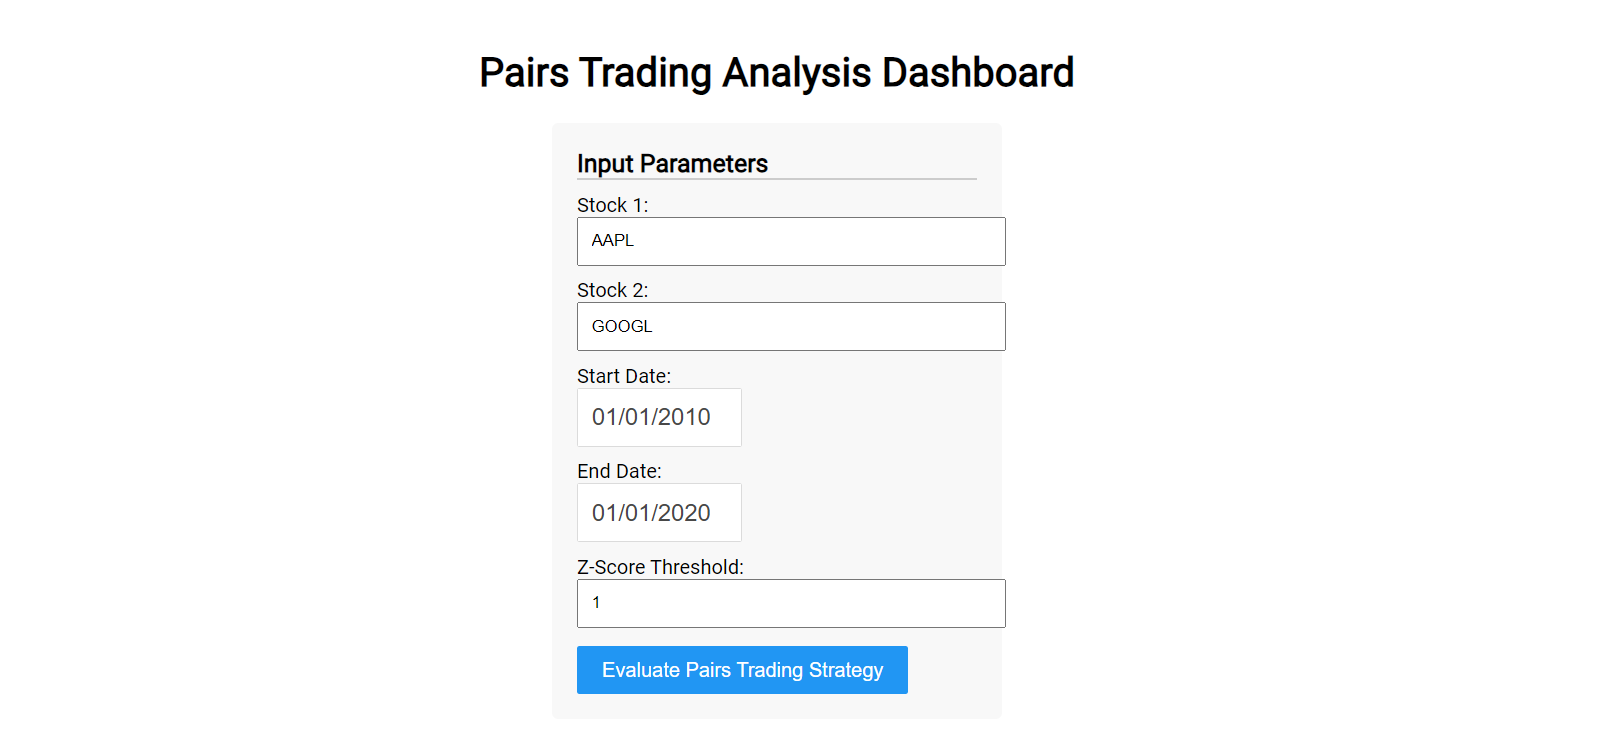 Pairs Trading Analysis Dashboard
Input Parameters
Stock 1:
AAPL
Stock 2:
GOOGL
Start Date:
01/01/2010
End Date:
01/01/2020
Z-Score Threshold:
1
Evaluate Pairs Trading Strategy